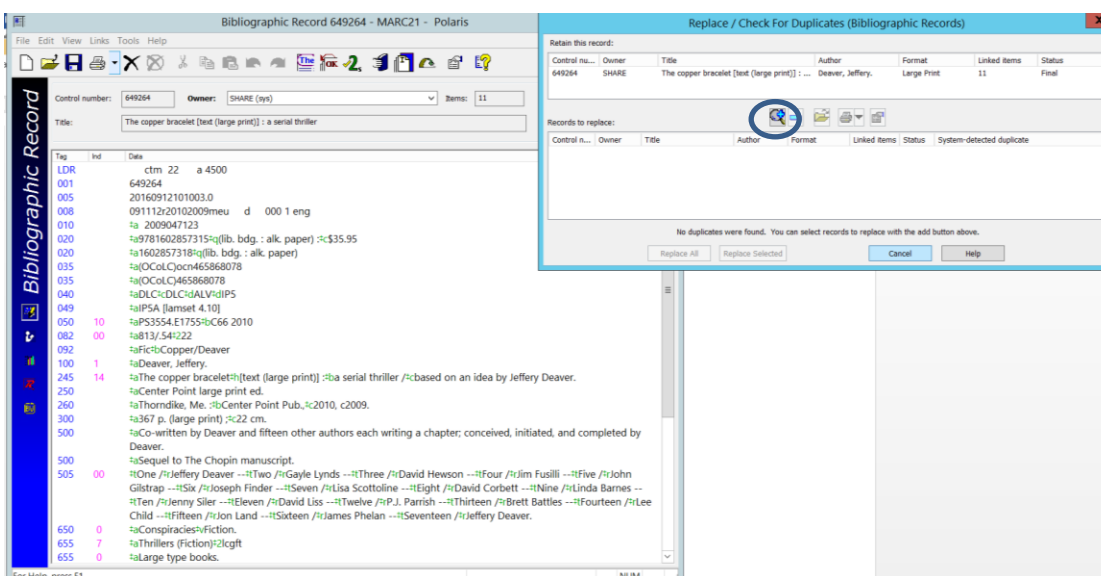 Bibliographic Record 649264 - MARC21 - Polaris
File Edit View Links Tools Help
Bibliographic Record
Control number: 649264 Owner: SHARE (sys) Items: 11
Title: The copper bracelet [text (large print)] : a serial thriller
Tag Ind Data
LDR ctm 22 a 4500
001 649264
005 20160912101003.0
008 091112r20102009meu d 000 1 eng
010 ‡a 2009047123
020 ‡a9781602857315‡q(lib. bdg. : alk. paper) :‡c$35.95
020 ‡a1602857318‡q(lib. bdg. : alk. paper)
035 ‡a(OCoLC)ocn465868078
035 ‡a(OCoLC)465868078
040 ‡aDLC‡cDLC‡dALV‡dIP5
049 ‡aIPSA [lamset 4.10]
050 10 ‡aPS3554.E1755‡bC66 2010
082 00 ‡a813/.54‡222
092 ‡aFic‡bCopper/Deaver
100 1 ‡aDeaver, Jeffery.
245 14 ‡aThe copper bracelet‡h[text (large print)] :‡ba serial thriller /‡cbased on an idea by Jeffery Deaver.
250 ‡aCenter Point large print ed.
260 ‡aThorndike, Me. :‡bCenter Point Pub.,‡c2010, c2009.
300 ‡a367 p. (large print) ;‡c22 cm.
500 ‡aCo-written by Deaver and fifteen other authors each writing a chapter; conceived, initiated, and completed by
Deaver.
500 ‡aSequel to The Chopin manuscript.
505 00 ‡tOne /‡rJeffery Deaver --‡tTwo /‡rGayle Lynds --‡tThree /‡rDavid Hewson --‡tFour /‡rJim Fusilli --‡tFive /‡rJohn
Gilstrap --‡tSix /‡rJoseph Finder --‡tSeven /‡rLisa Scottoline --‡tEight /‡rDavid Corbett --‡tNine /‡rLinda Barnes --
‡tTen /‡rJenny Siler --‡tEleven /‡rDavid Liss --‡tTwelve /‡rP.J. Parrish --‡tThirteen /‡rBrett Battles --‡tFourteen /‡rLee
Child --‡tFifteen /‡rJon Land --‡tSixteen /‡rJames Phelan --‡tSeventeen /‡rJeffery Deaver.
650 0 ‡aConspiracies‡vFiction.
655 7 ‡aThrillers (Fiction)‡2lcgft
655 0 ‡aLarge type books.
For Help, press F1 NUM
Replace / Check For Duplicates (Bibliographic Records)
Retain this record:
Control nu... Owner Title Author Format Linked items Status
649264 SHARE The copper bracelet [text (large print)] : ... Deaver, Jeffery. Large Print 11 Final
Records to replace:
Control n... Owner Title Author Format Linked items Status System-detected duplicate
No duplicates were found. You can select records to replace with the add button above.
Replace All Replace Selected Cancel Help